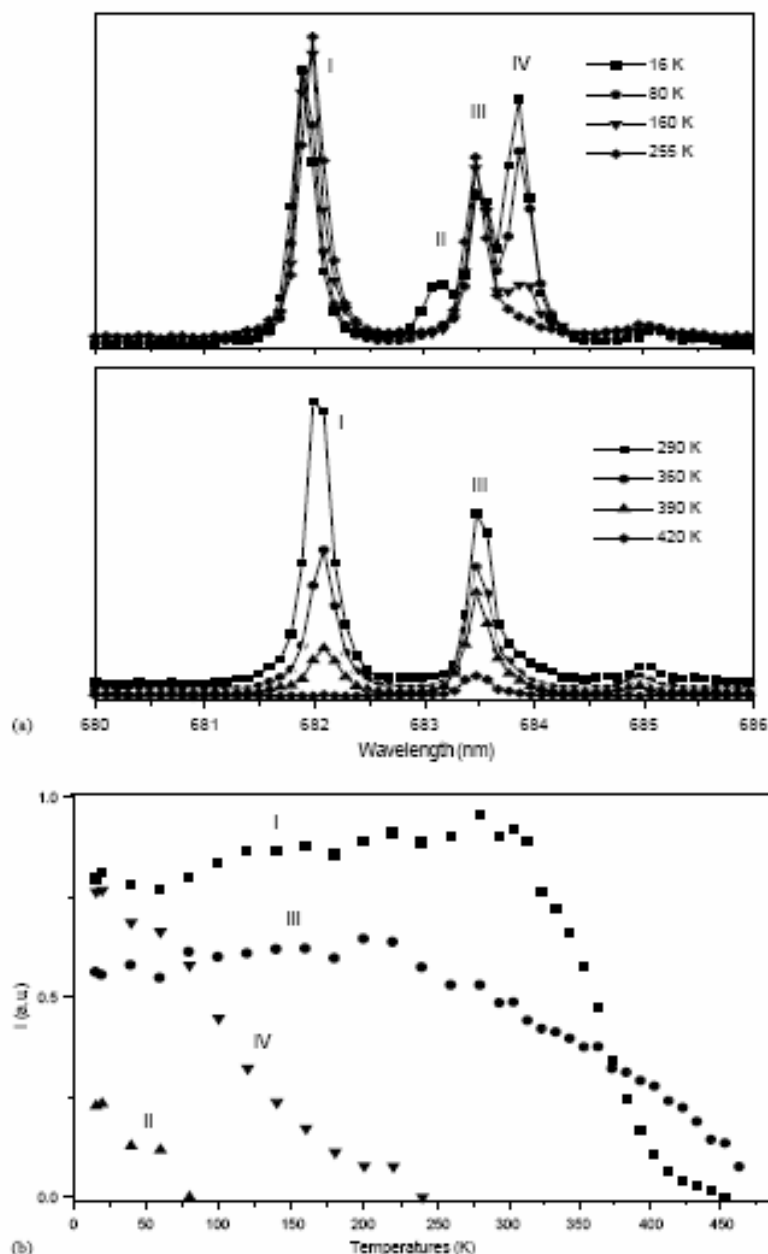 I
II
III
IV
16 K
80 K
160 K
255 K
I
III
290 K
360 K
390 K
420 K
(a)
680 681 682 683 684 685 686
Wavelength (nm)
1.0
0.5
0.0
I (a.u.)
I
III
IV
II
0 50 100 150 200 250 300 350 400 450
(b)
Temperatures (K)